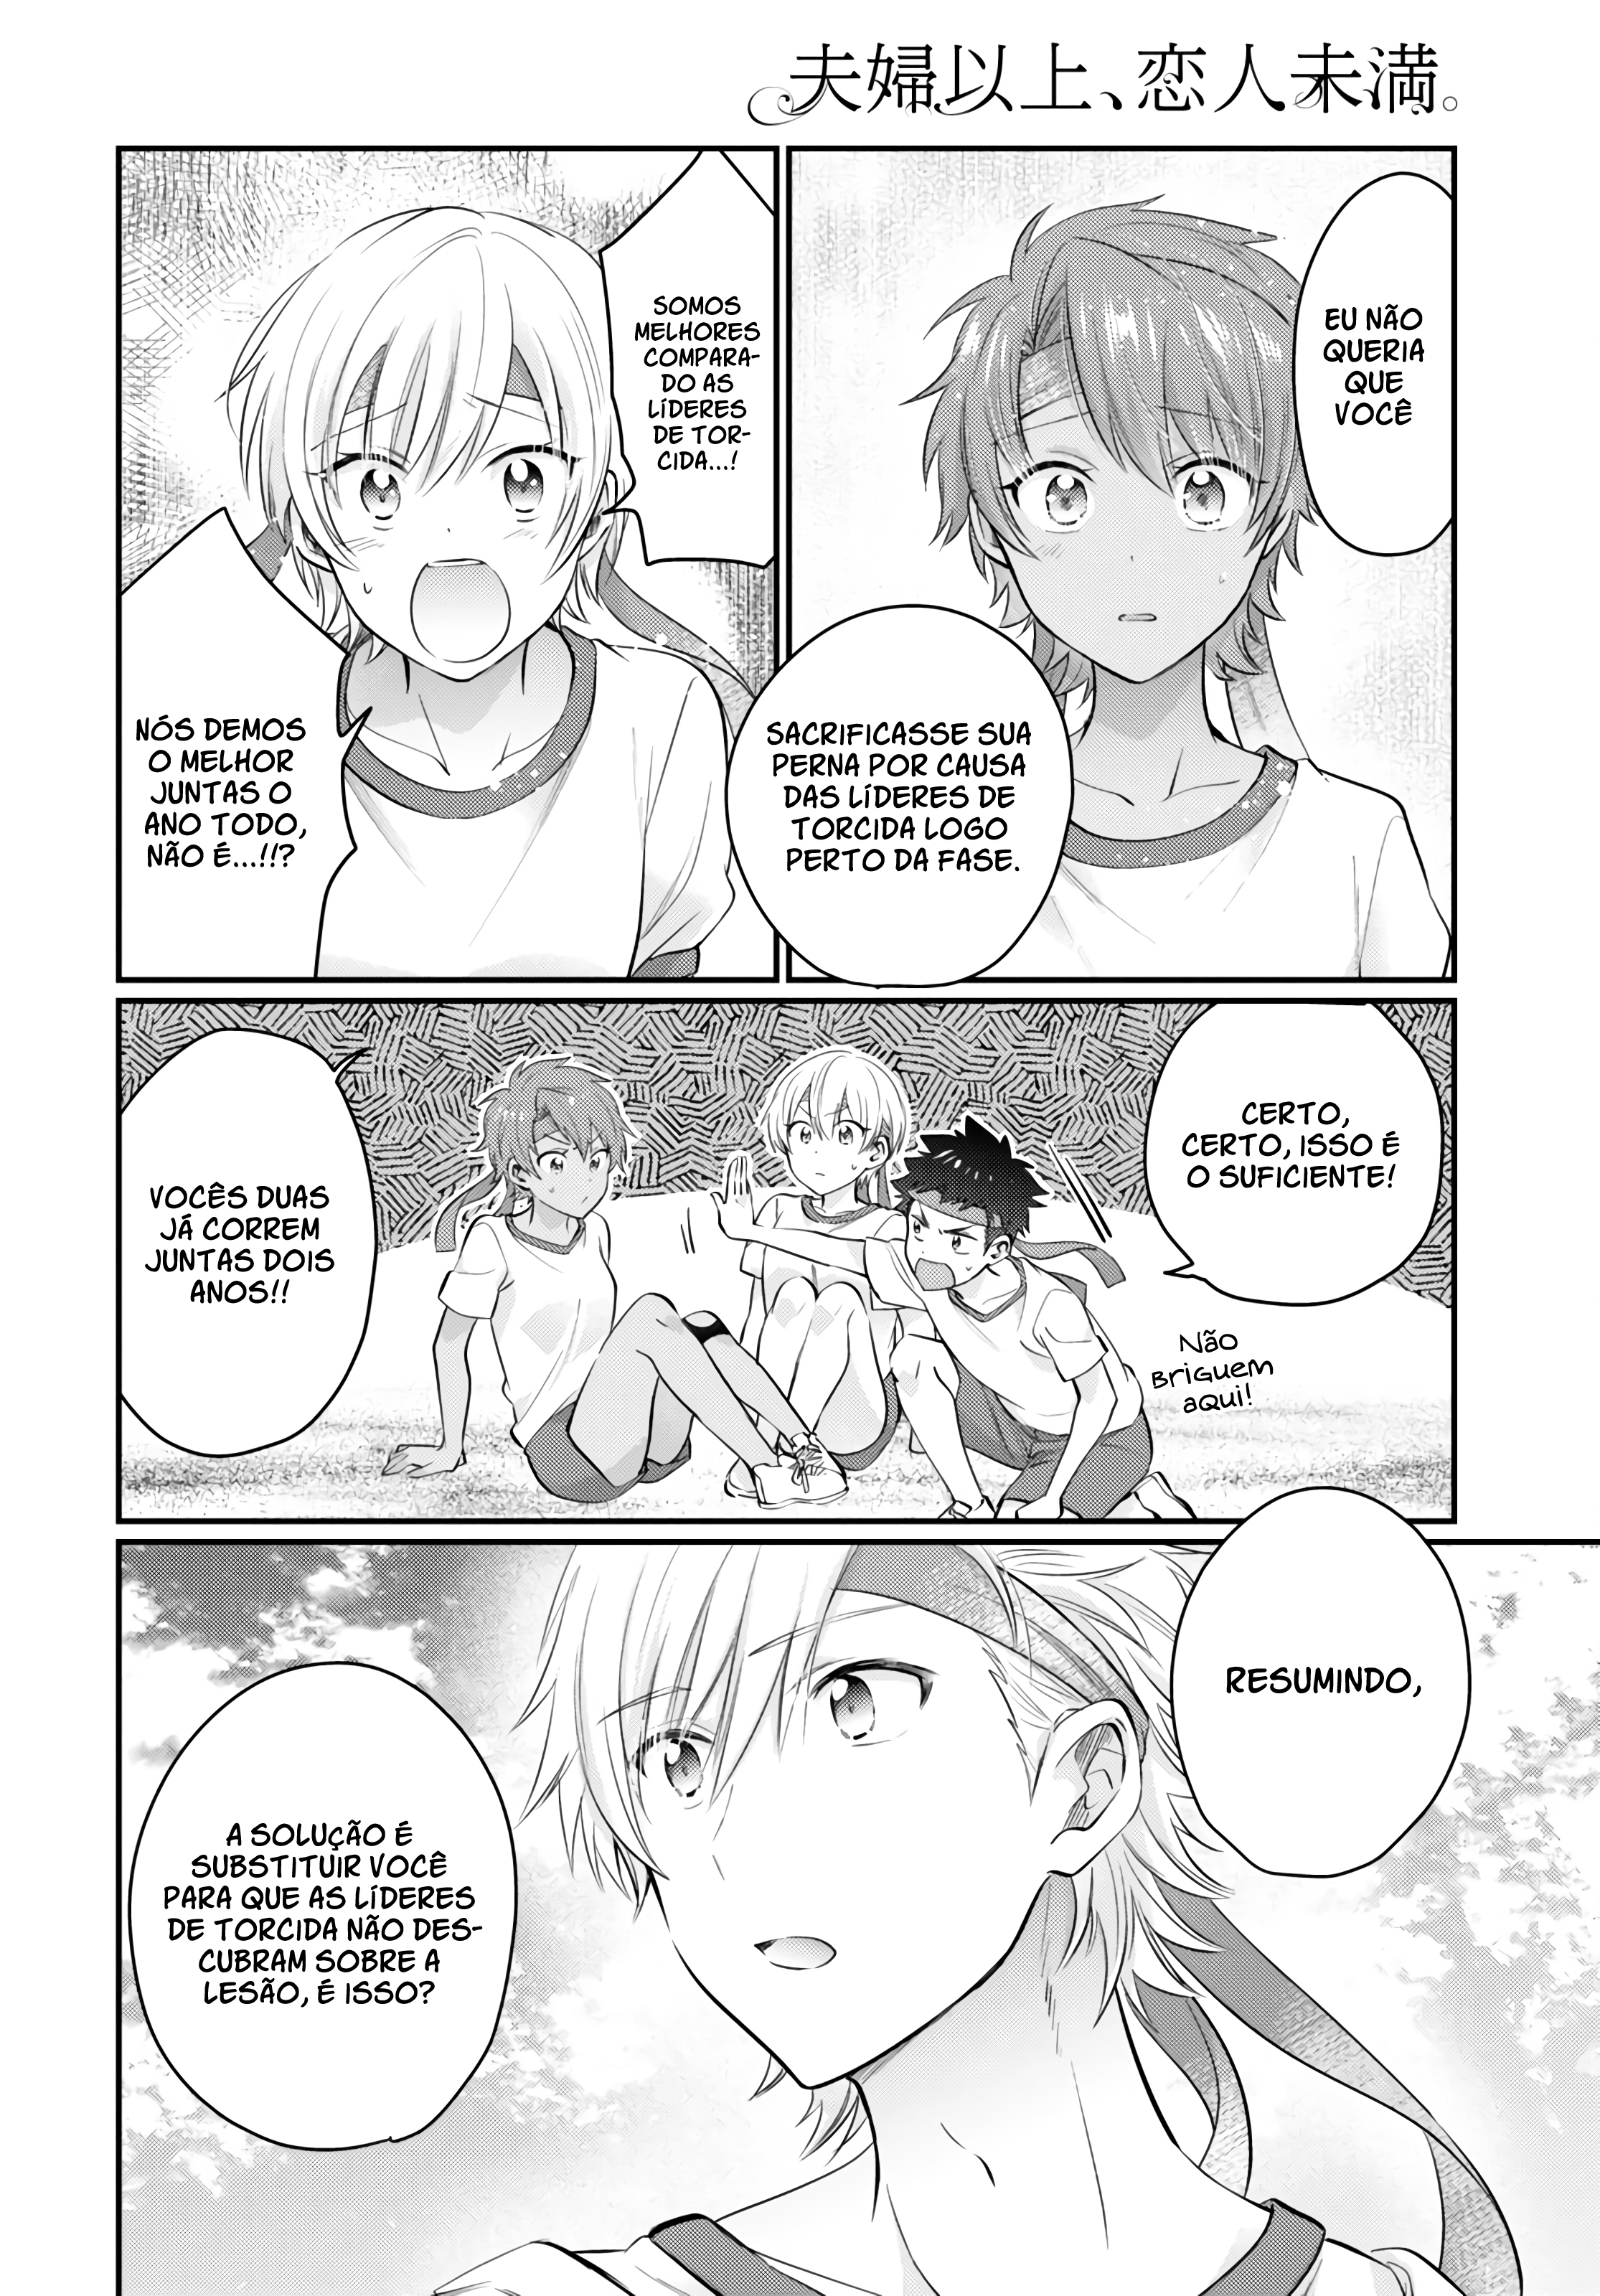 夫婦以上、恋人未満。
EU NÃO
QUERIA
QUE
VOCÊ
SACRIFICASSE SUA
PERNA POR CAUSA
DAS LÍDERES DE
TORCIDA LOGO
PERTO DA FASE.
SOMOS
MELHORES
COMPARA-
DO AS
LÍDERES
DE TOR-
CIDA...!
NÓS DEMOS
O MELHOR
JUNTAS O
ANO TODO,
NÃO É...!!?
CERTO,
CERTO, ISSO É
O SUFICIENTE!
Não
Briguem
aqui!
VOCÊS DUAS
JÁ CORREM
JUNTAS DOIS
ANOS!!
RESUMINDO,
A SOLUÇÃO É
SUBSTITUIR VOCÊ
PARA QUE AS LÍDERES
DE TORCIDA NÃO DES-
CUBRAM SOBRE A
LESÃO, É ISSO?